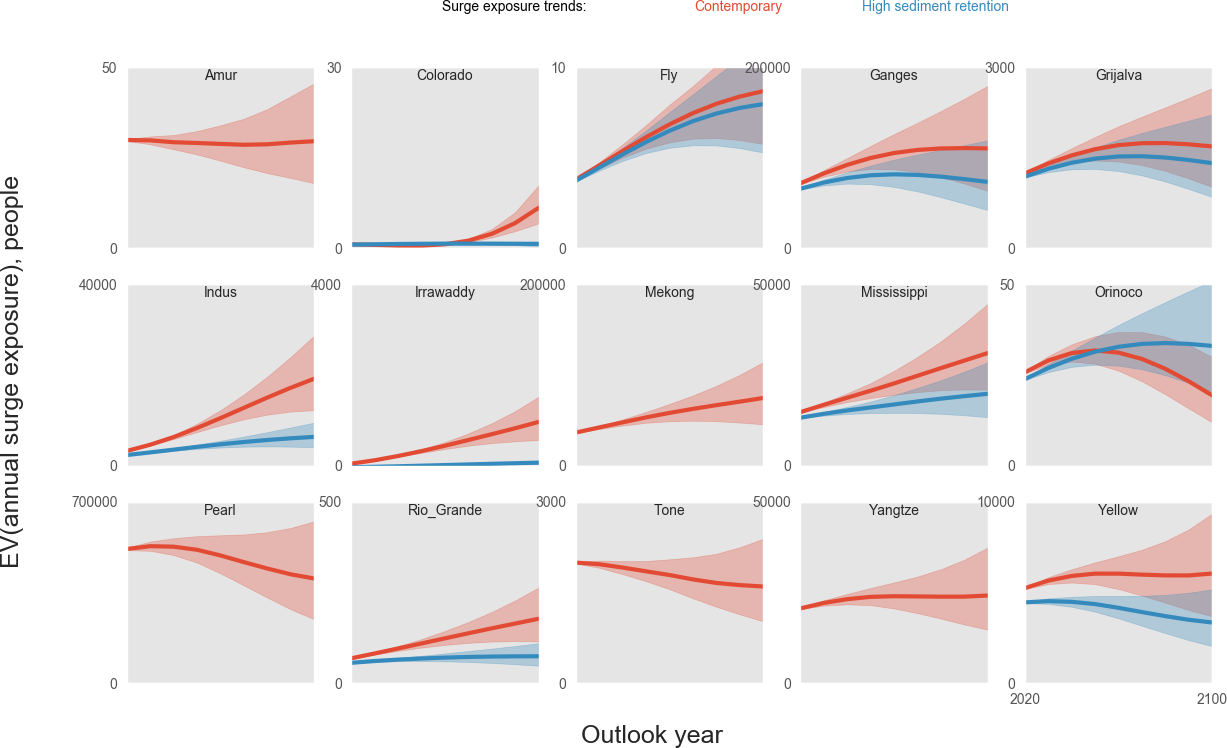 Surge exposure trends: Contemporary High sediment retention
50 30 10 200000 3000
Amur Colorado Fly Ganges Grijalva
0 0 0 0 0
EV(annual surge exposure), people
40000 4000 200000 50000 50
Indus Irrawaddy Mekong Mississippi Orinoco
0 0 0 0 0
700000 500 3000 50000 10000
Pearl Rio_Grande Tone Yangtze Yellow
0 0 0 0 0
2020 2100
Outlook year